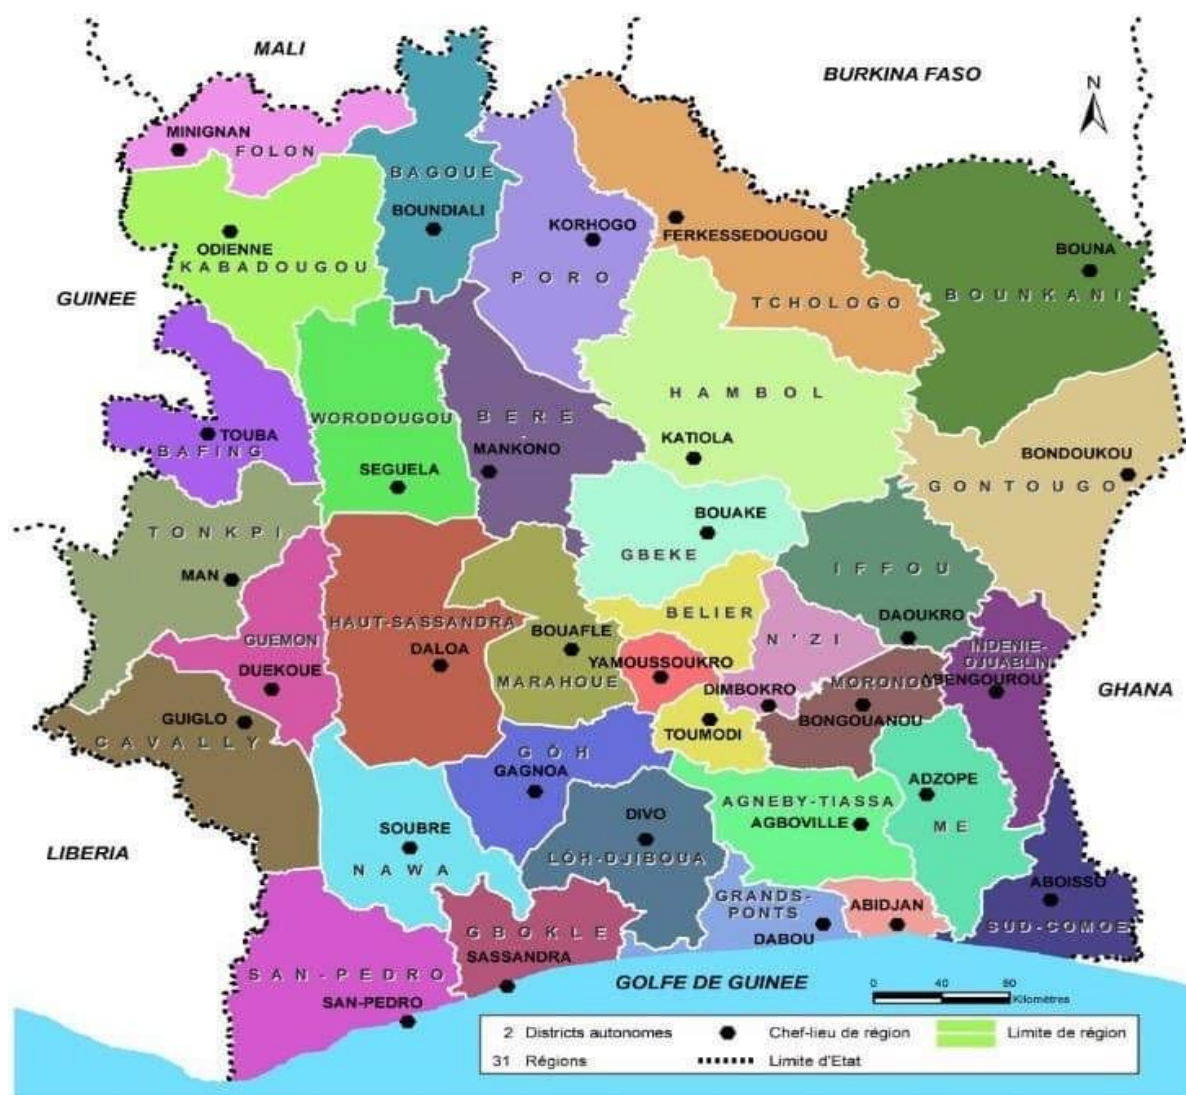 MALI
BURKINA FASO
N
MINIGNAN
FOLON
BAGOUE
BOUNDIALI
KORHOGO
PORO
FERKESSEDOUGOU
TCHOLOGO
BOUNA
BOUNKANI
ODIENNE
KABADOUGOU
GUINEE
HAMBOL
KATIOLA
WORODOUGOU
SEGUELA
BERE
MANKONO
TOUBA
BAFING
BONDOUKOU
GONTOUGO
TONKPI
MAN
BOUAKE
GBEKE
IFFOU
DAOUKRO
BELIER
N'ZI
DIMBOKRO
GUEMON
DUEKOUE
HAUT-SASSANDRA
DALOA
BOUAFLE
MARAHOUE
YAMOUSSOUKRO
TOUMODI
MORONOU
BONGOUANOU
INDENIE-
DJUABLIN
ABENGOUROU
GHANA
GUIGLO
CAVALLY
GÔH
GAGNOA
ADZOPE
ME
AGNEBY-TIASSA
AGBOVILLE
DIVO
LÔH-DJIBOUA
SOUBRE
NAWA
LIBERIA
GRANDS-
PONTS
DABOU
ABIDJAN
ABOISSO
SUD-COMOE
GBOKLE
SASSANDRA
SAN-PEDRO
SAN-PEDRO
GOLFE DE GUINEE
0 40 80
Kilomètres
2 Districts autonomes
Chef-lieu de région
Limite de région
31 Régions
Limite d'Etat